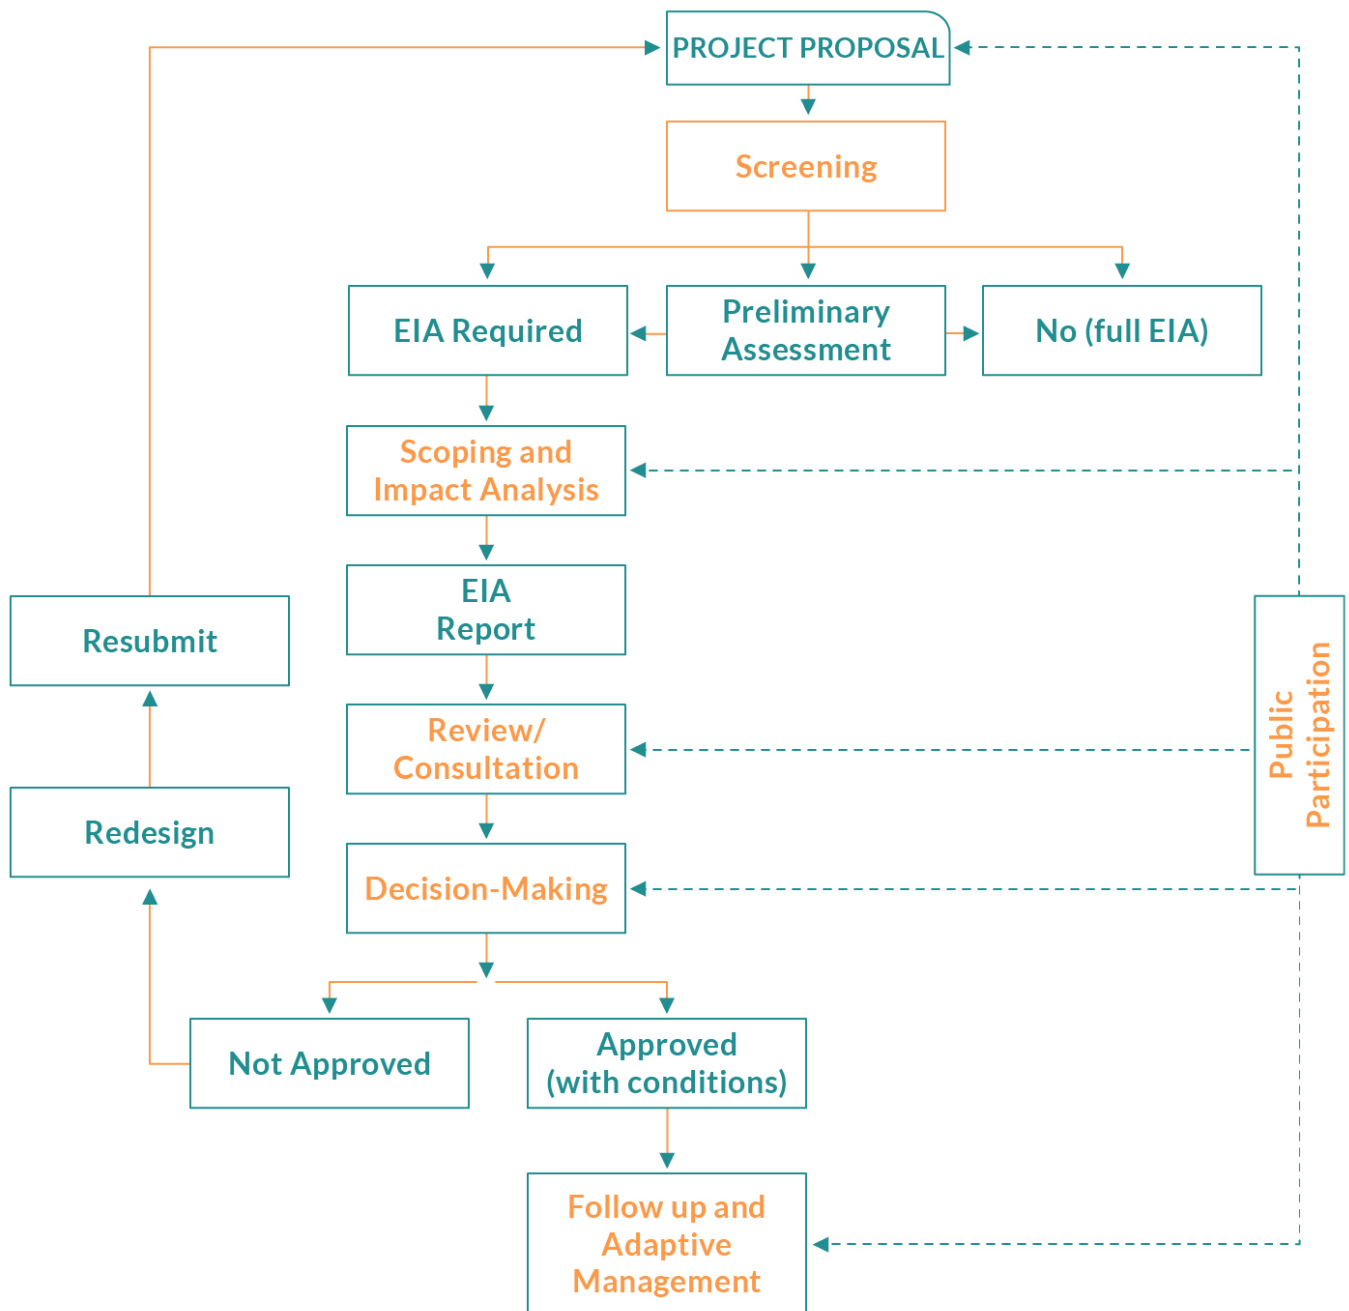 PROJECT PROPOSAL
Screening
EIA Required
Preliminary
Assessment
No (full EIA)
Scoping and
Impact Analysis
EIA
Report
Resubmit
Public
Participation
Review/
Consultation
Redesign
Decision-Making
Not Approved
Approved
(with conditions)
Follow up and
Adaptive
Management